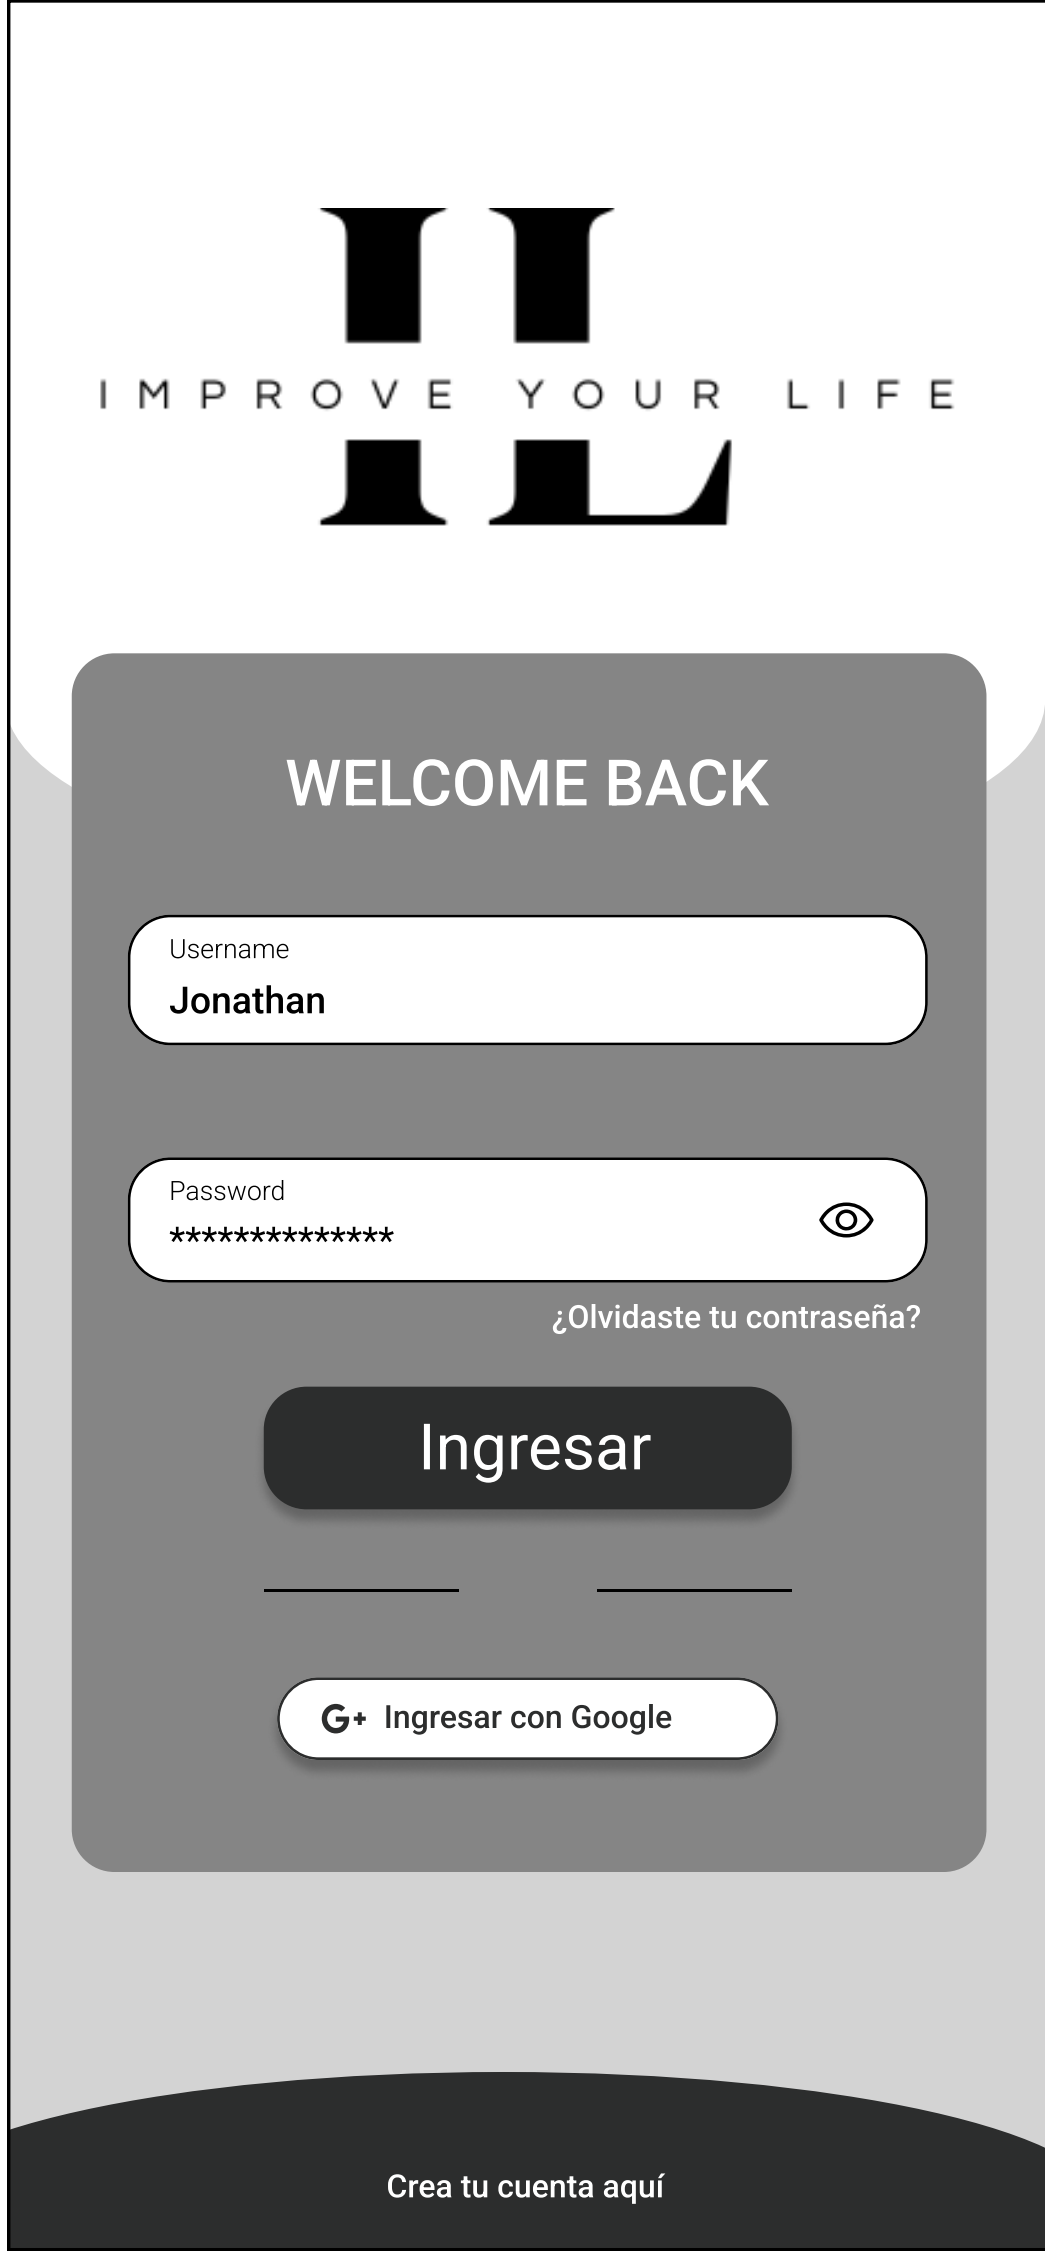 IL
IMPROVE YOUR LIFE
WELCOME BACK
Username
Jonathan
Password
**************
¿Olvidaste tu contraseña?
Ingresar
G+ Ingresar con Google
Crea tu cuenta aquí